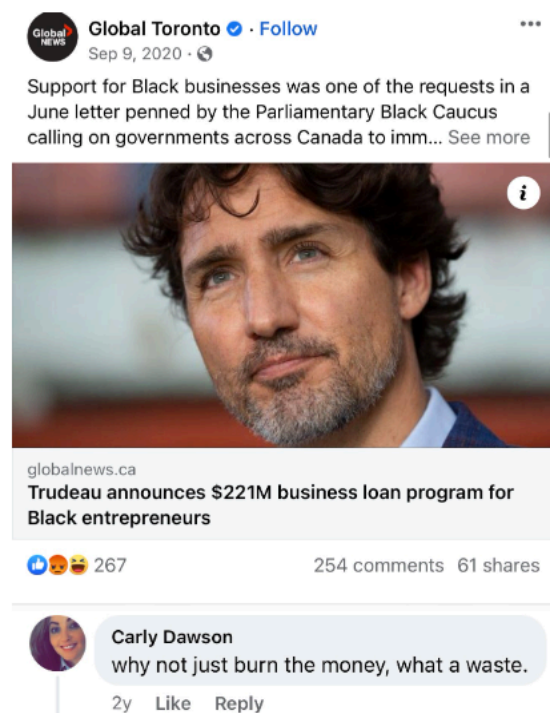 Global
NEWS
Global Toronto · Follow
Sep 9, 2020 ·
Support for Black businesses was one of the requests in a
June letter penned by the Parliamentary Black Caucus
calling on governments across Canada to imm... See more
i
globalnews.ca
Trudeau announces $221M business loan program for
Black entrepreneurs
267 254 comments 61 shares
Carly Dawson
why not just burn the money, what a waste.
2y Like Reply